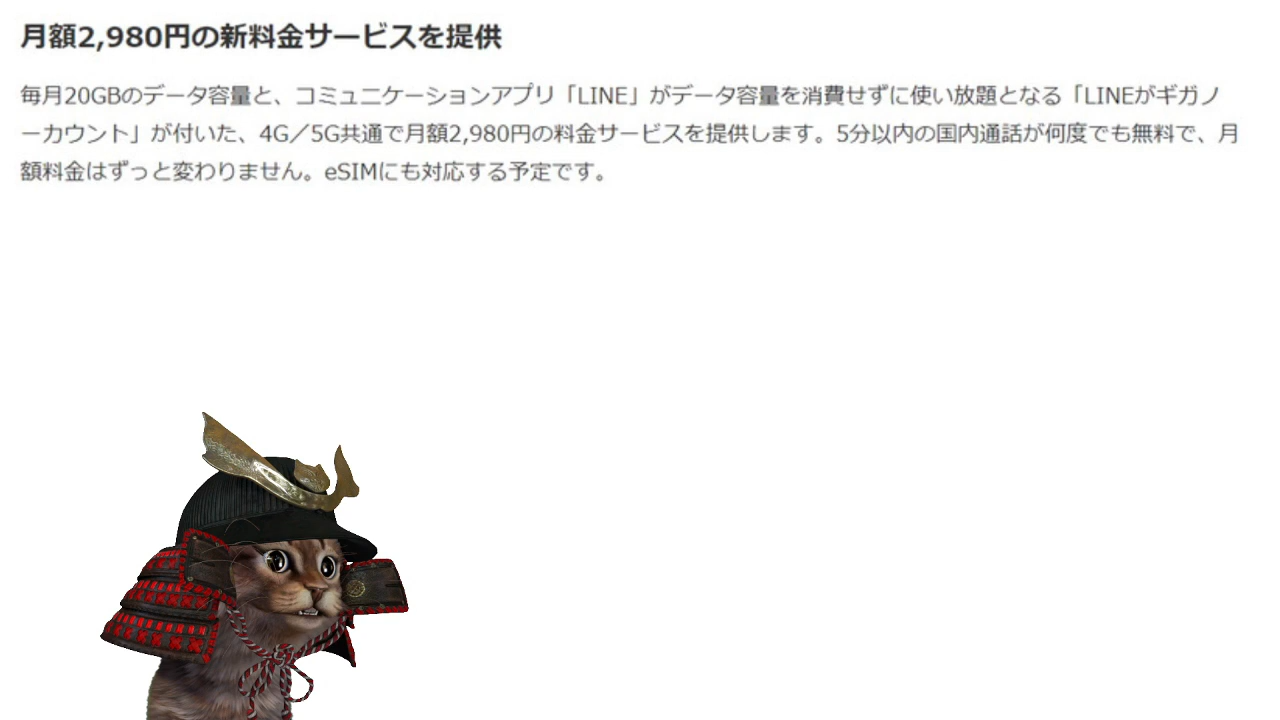 月額2,980円の新料金サービスを提供
毎月20GBのデータ容量と、コミュニケーションアプリ「LINE」がデータ容量を消費せずに使い放題となる「LINEがギガノ
ーカウント」が付いた、4G／5G共通で月額2,980円の料金サービスを提供します。5分以内の国内通話が何度でも無料で、月
額料金はずっと変わりません。eSIMにも対応する予定です。